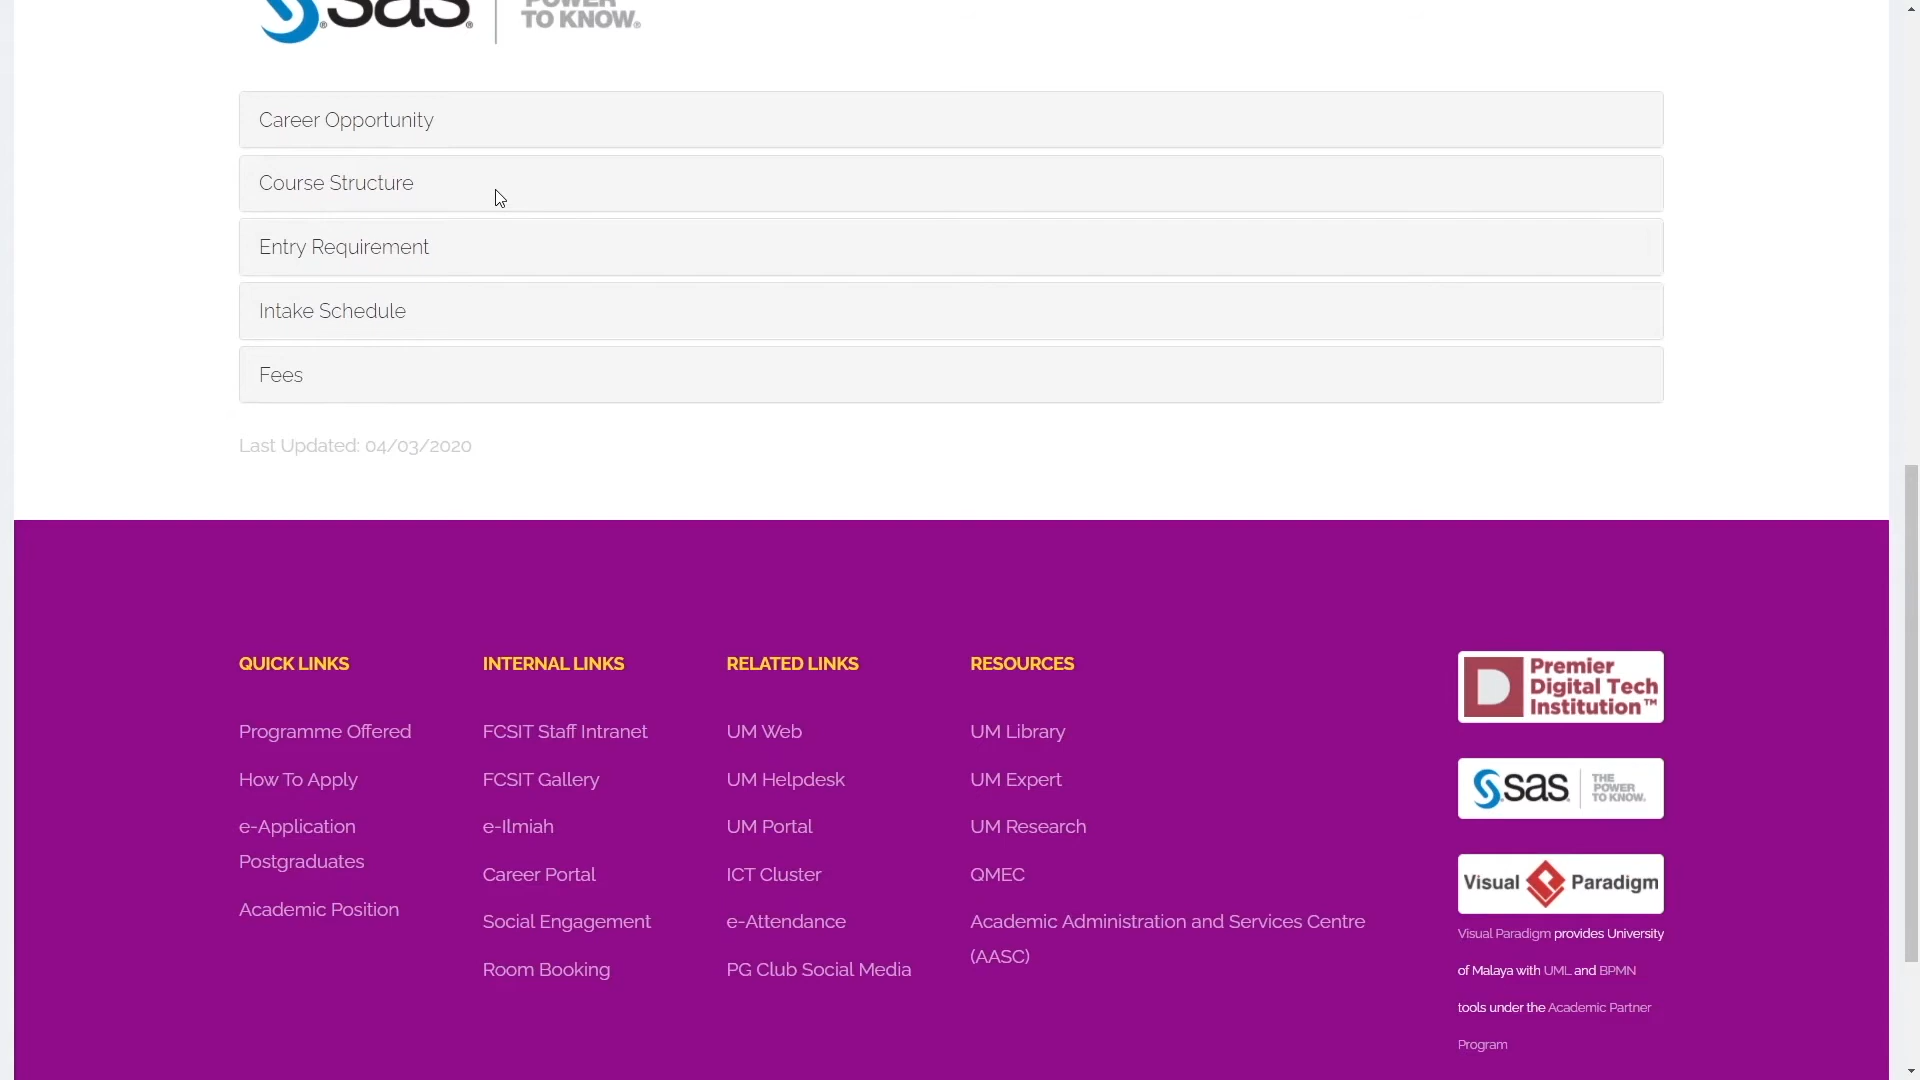 sas
POWER
TO KNOW.
Career Opportunity
Course Structure
Entry Requirement
Intake Schedule
Fees
Last Updated: 04/03/2020
QUICK LINKS
Programme Offered
How To Apply
e-Application
Postgraduates
Academic Position
INTERNAL LINKS
FCSIT Staff Intranet
FCSIT Gallery
e-Ilmiah
Career Portal
Social Engagement
Room Booking
RELATED LINKS
UM Web
UM Helpdesk
UM Portal
ICT Cluster
e-Attendance
PG Club Social Media
RESOURCES
UM Library
UM Expert
UM Research
QMEC
Academic Administration and Services Centre
(AASC)
Premier
Digital Tech
Institution™
sas
THE
POWER
TO KNOW.
Visual Paradigm
Visual Paradigm provides University
of Malaya with UML and BPMN
tools under the Academic Partner
Program